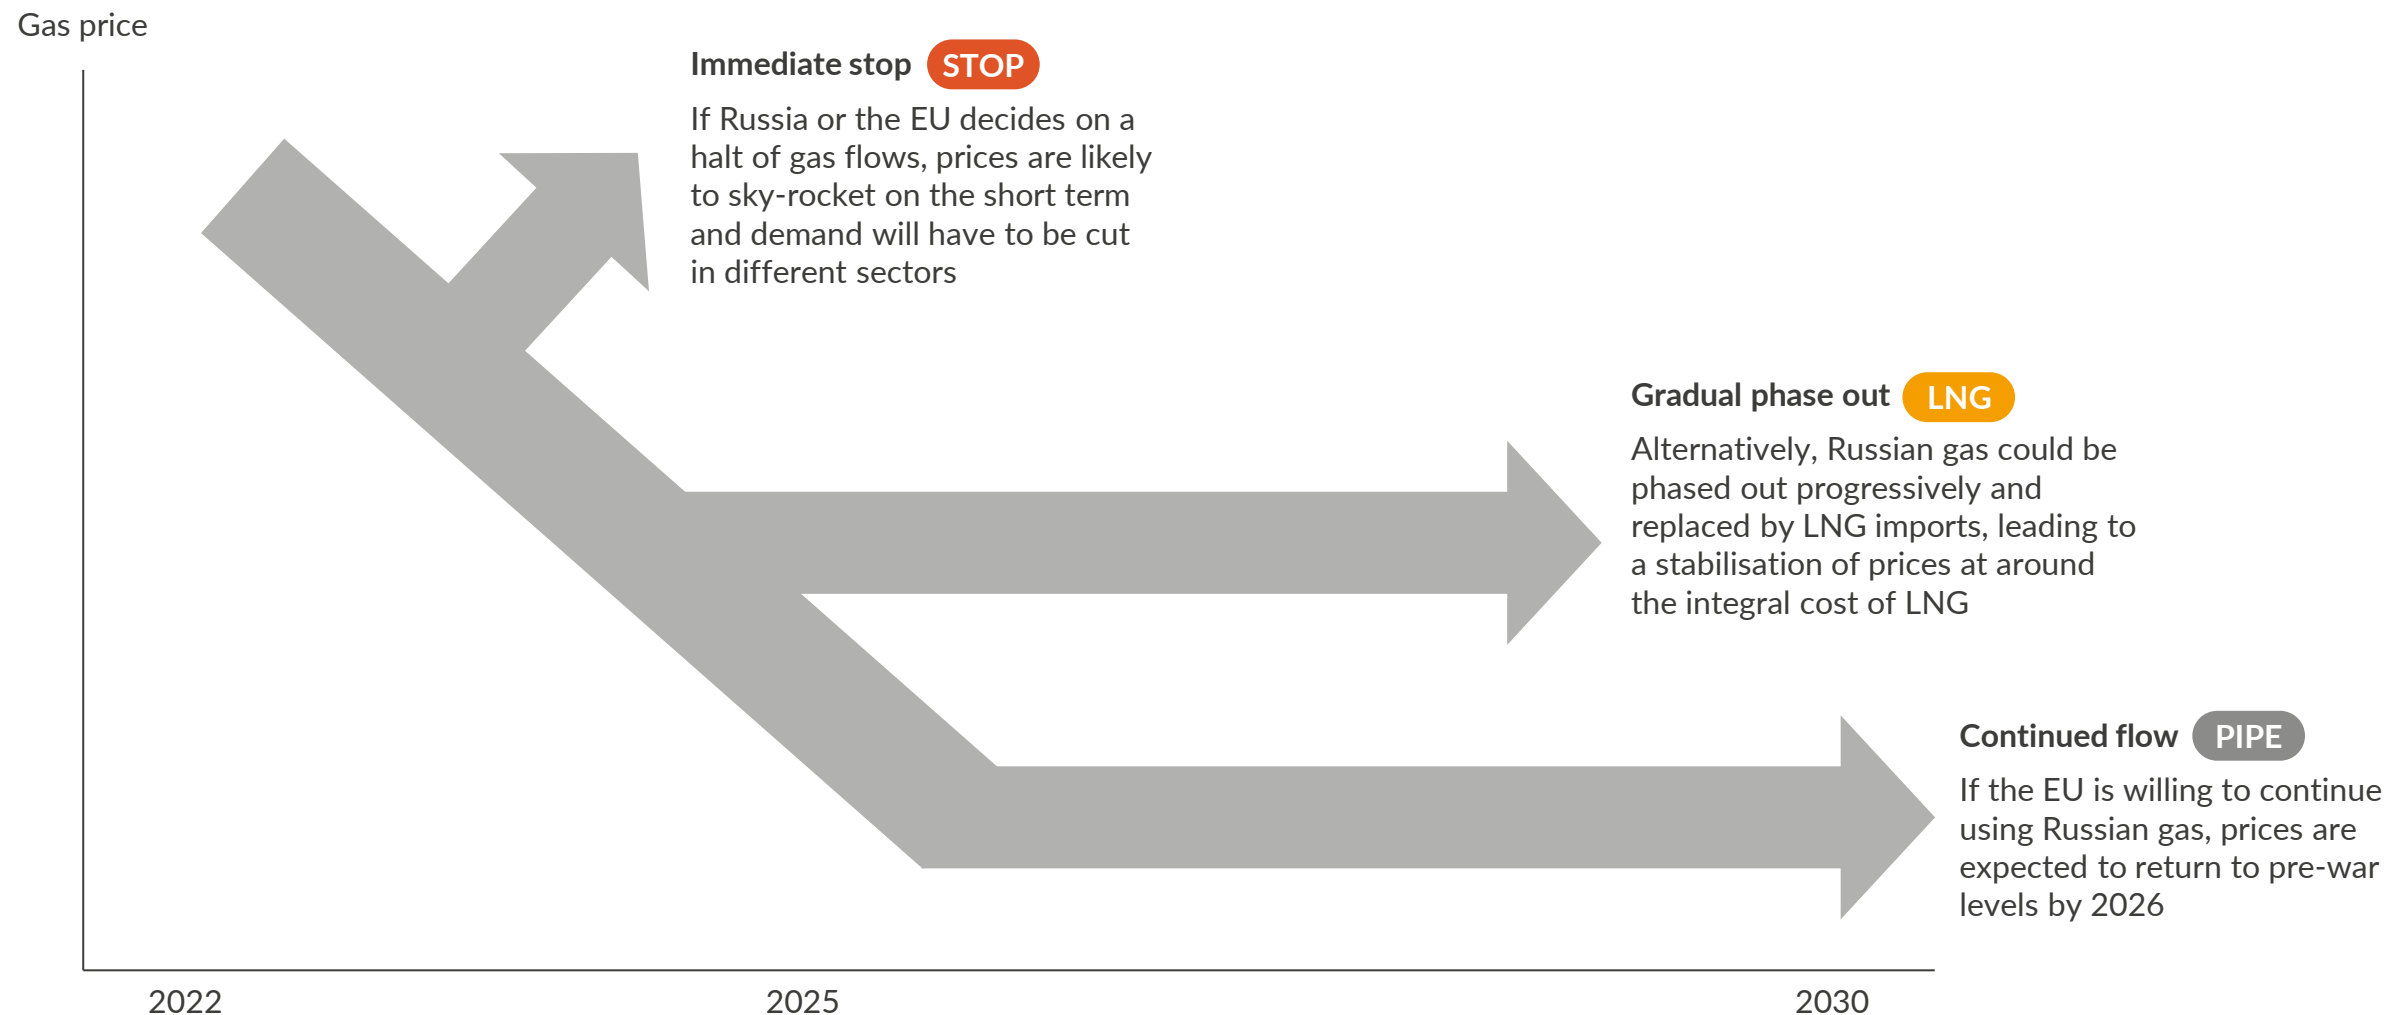 Gas price
Immediate stop STOP
If Russia or the EU decides on a
halt of gas flows, prices are likely
to sky-rocket on the short term
and demand will have to be cut
in different sectors
Gradual phase out LNG
Alternatively, Russian gas could be
phased out progressively and
replaced by LNG imports, leading to
a stabilisation of prices at around
the integral cost of LNG
Continued flow PIPE
If the EU is willing to continue
using Russian gas, prices are
expected to return to pre-war
levels by 2026
2022 2025 2030